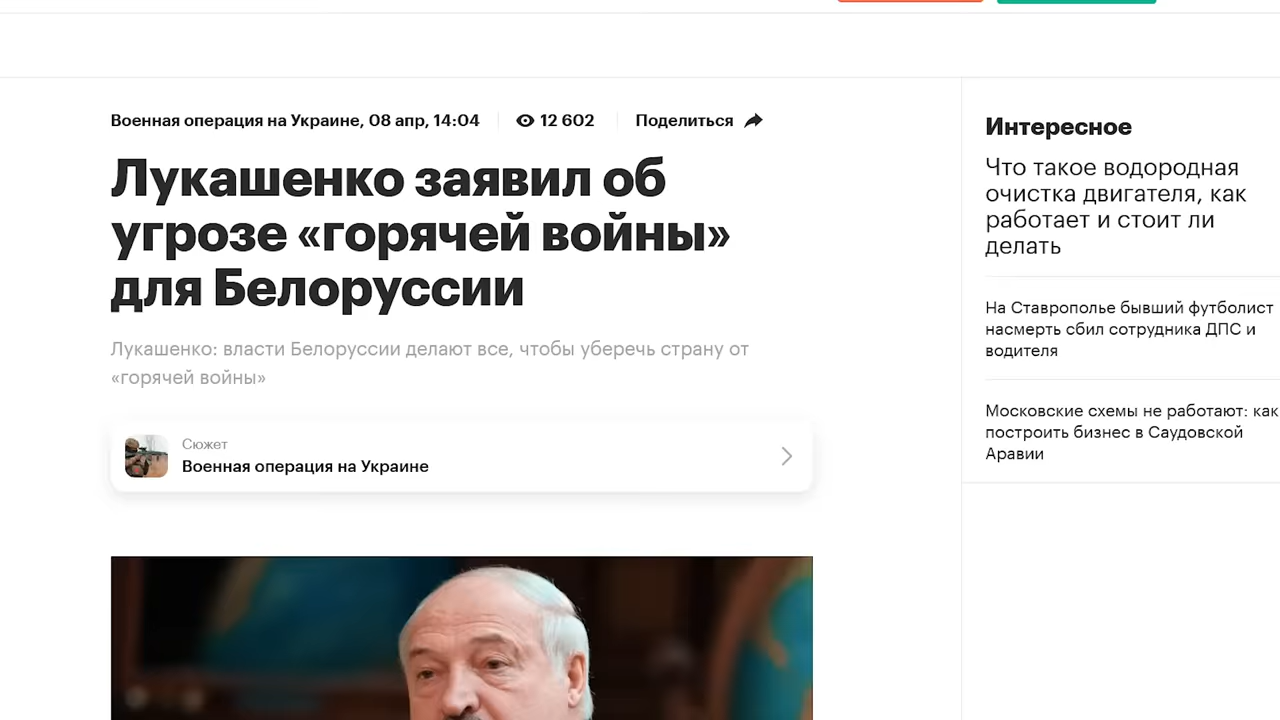 Военная операция на Украине, 08 апр, 14:04
12 602
Поделиться
Лукашенко заявил об
угрозе «горячей войны»
для Белоруссии
Лукашенко: власти Белоруссии делают все, чтобы уберечь страну от
«горячей войны»
Сюжет
Военная операция на Украине
Интересное
Что такое водородная
очистка двигателя, как
работает и стоит ли
делать
На Ставрополье бывший футболист
насмерть сбил сотрудника ДПС и
водителя
Московские схемы не работают: как
построить бизнес в Саудовской
Аравии